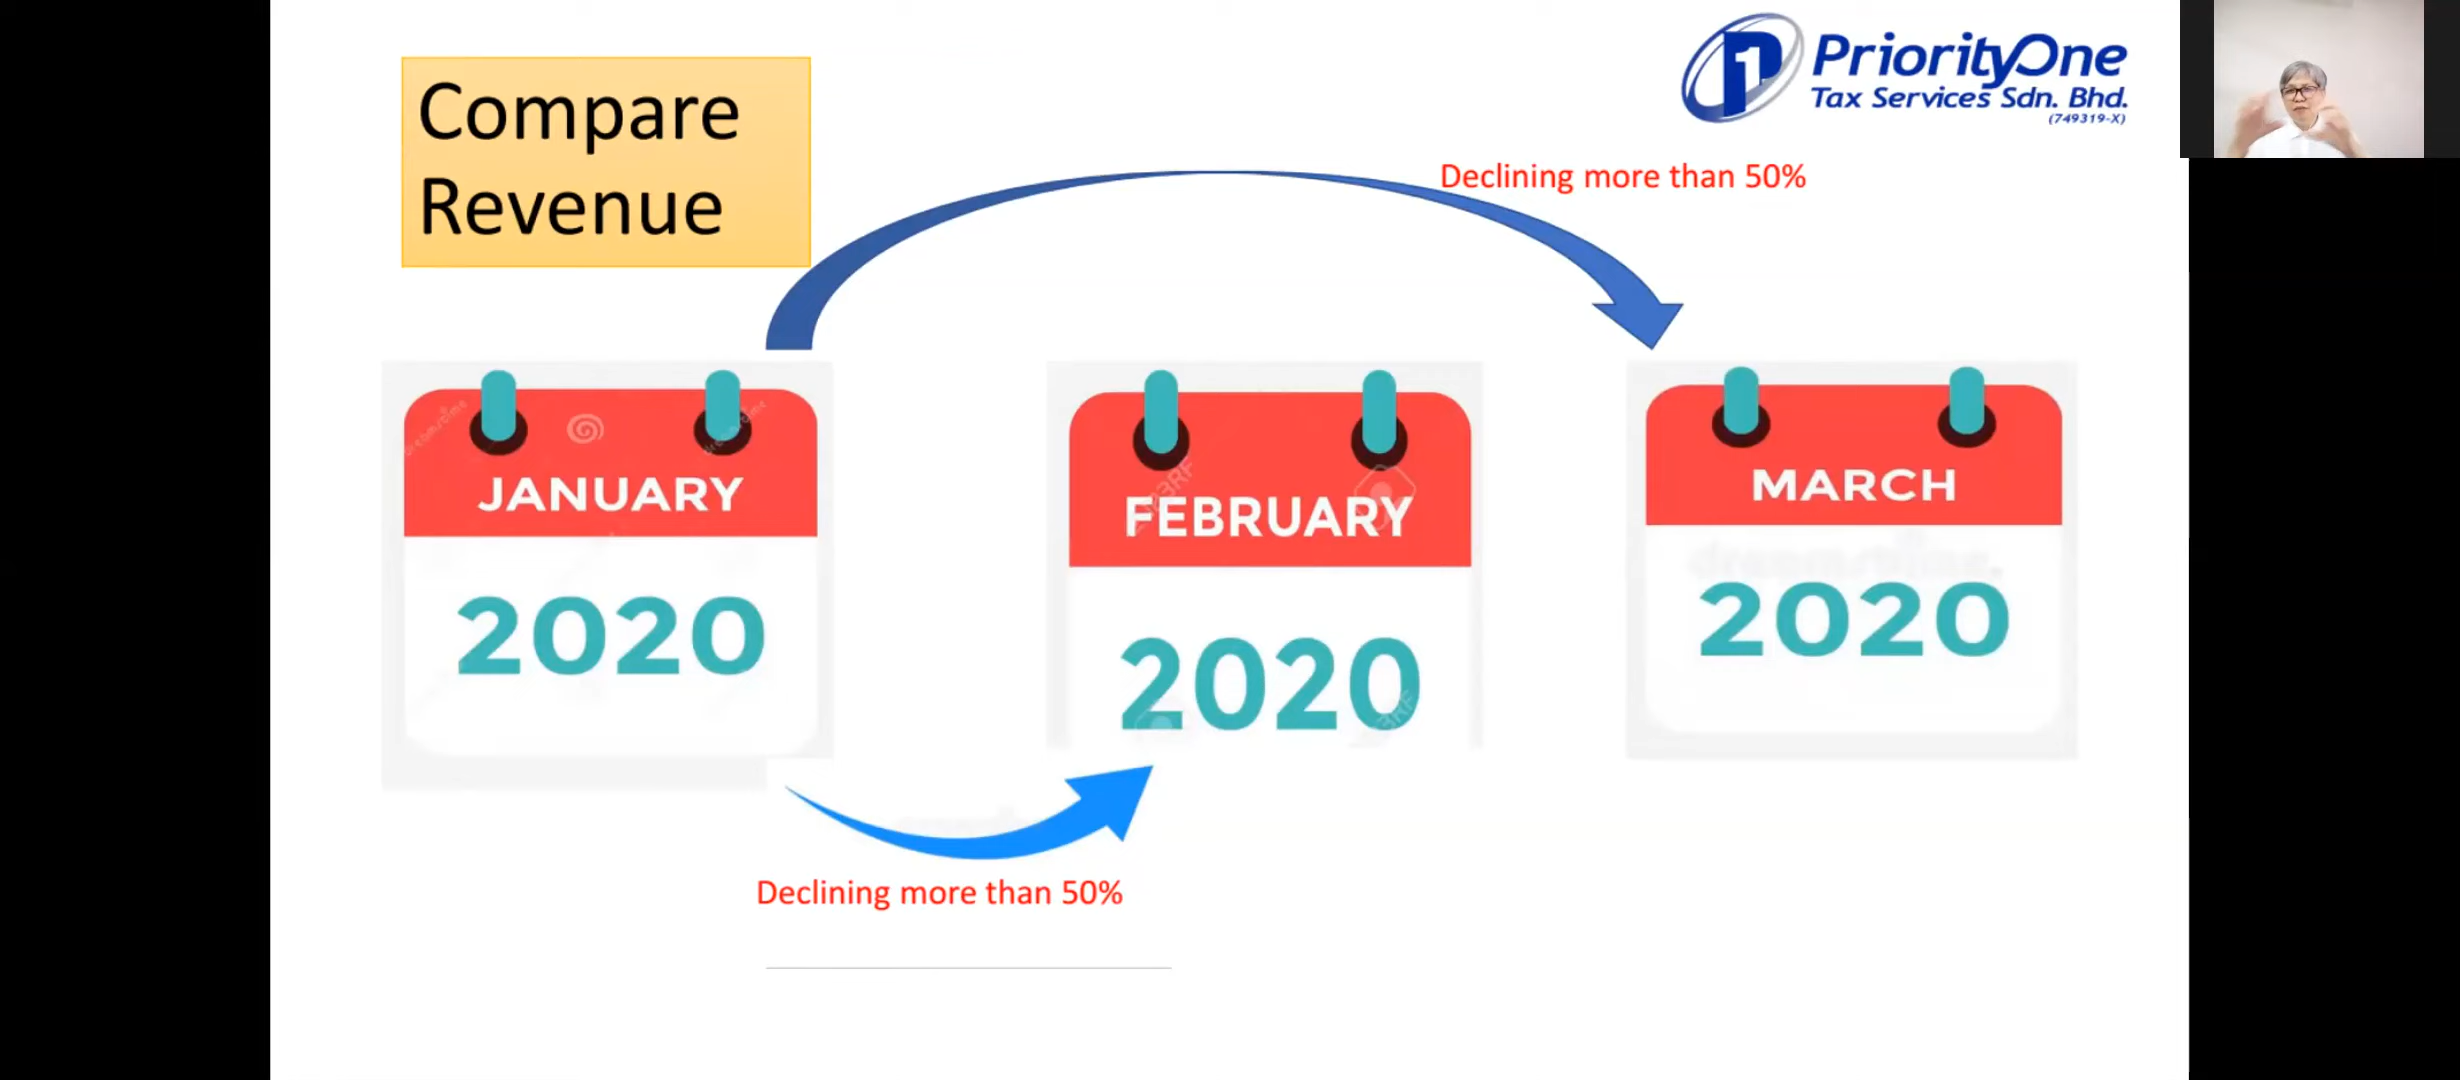 Compare
Revenue
PriorityOne
Tax Services Sdn. Bhd.
(749319-X)
Declining more than 50%
JANUARY
2020
FEBRUARY
2020
MARCH
2020
Declining more than 50%